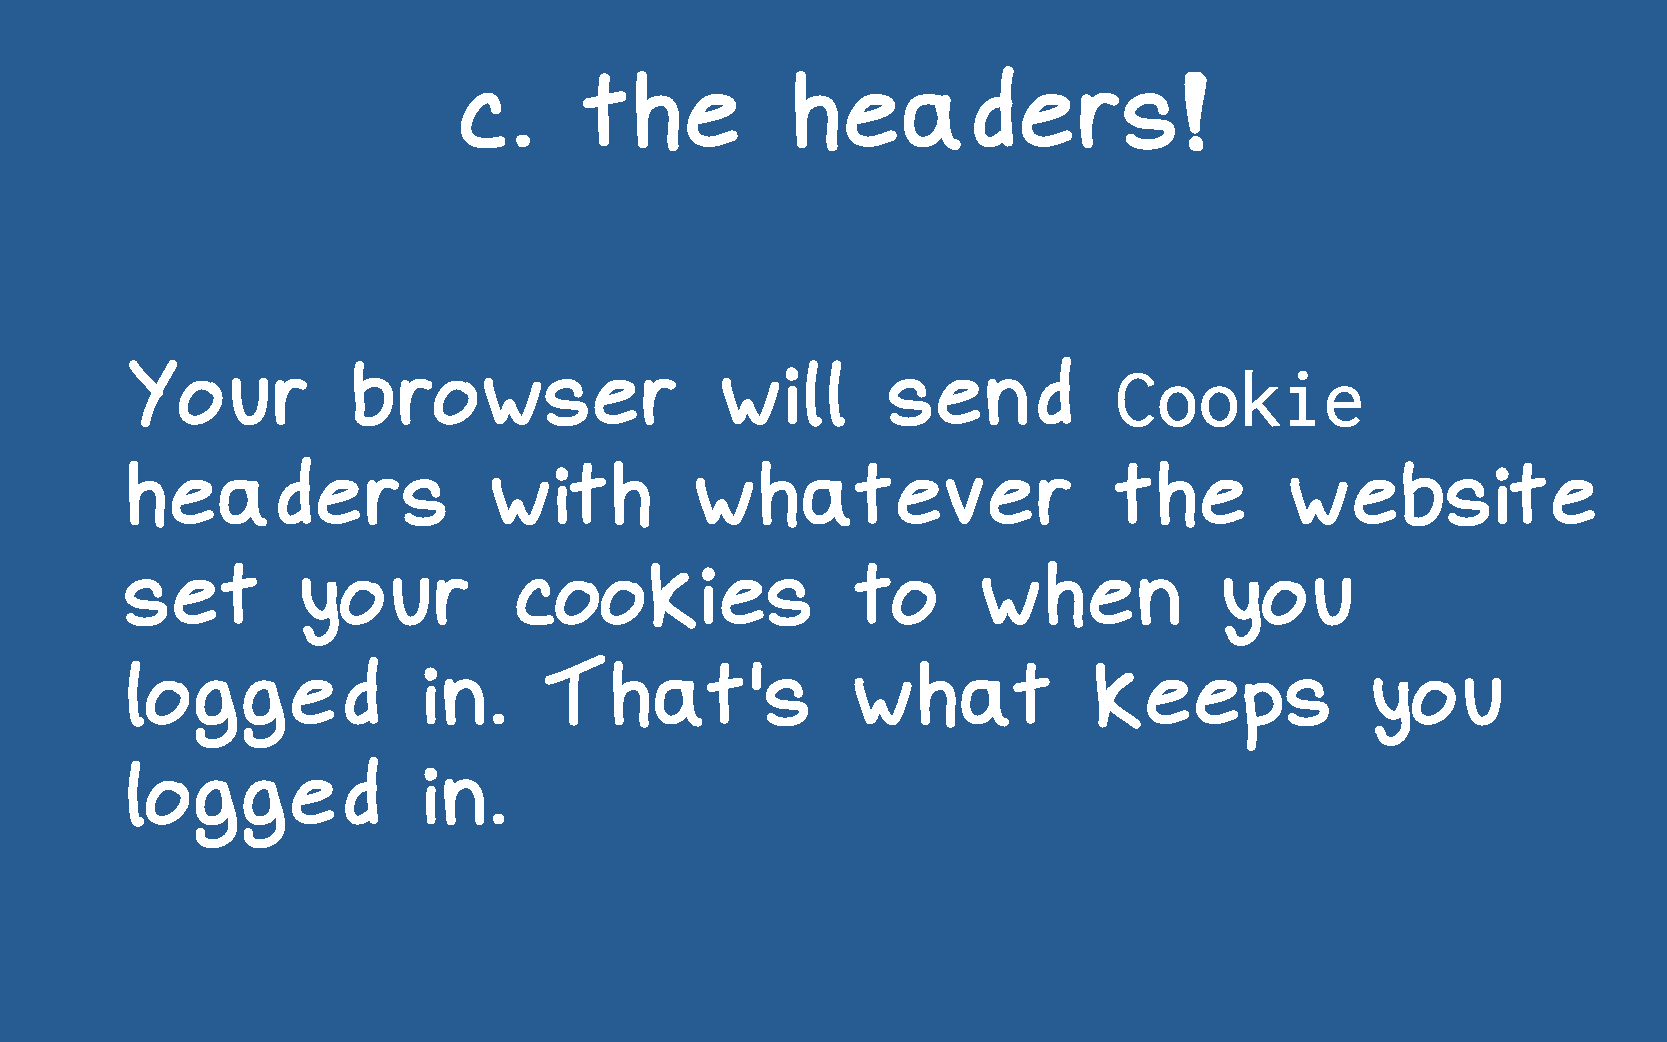 c. the headers!
Your browser will send Cookie
headers with whatever the website
set your cookies to when you
logged in. That's what keeps you
logged in.